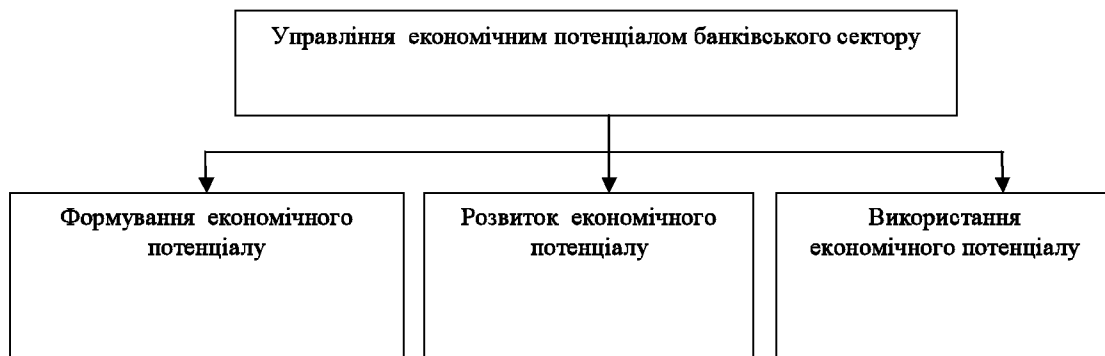 Управління економічним потенціалом банківського сектору
Формування економічного
потенціалу
Розвиток економічного
потенціалу
Використання
економічного потенціалу